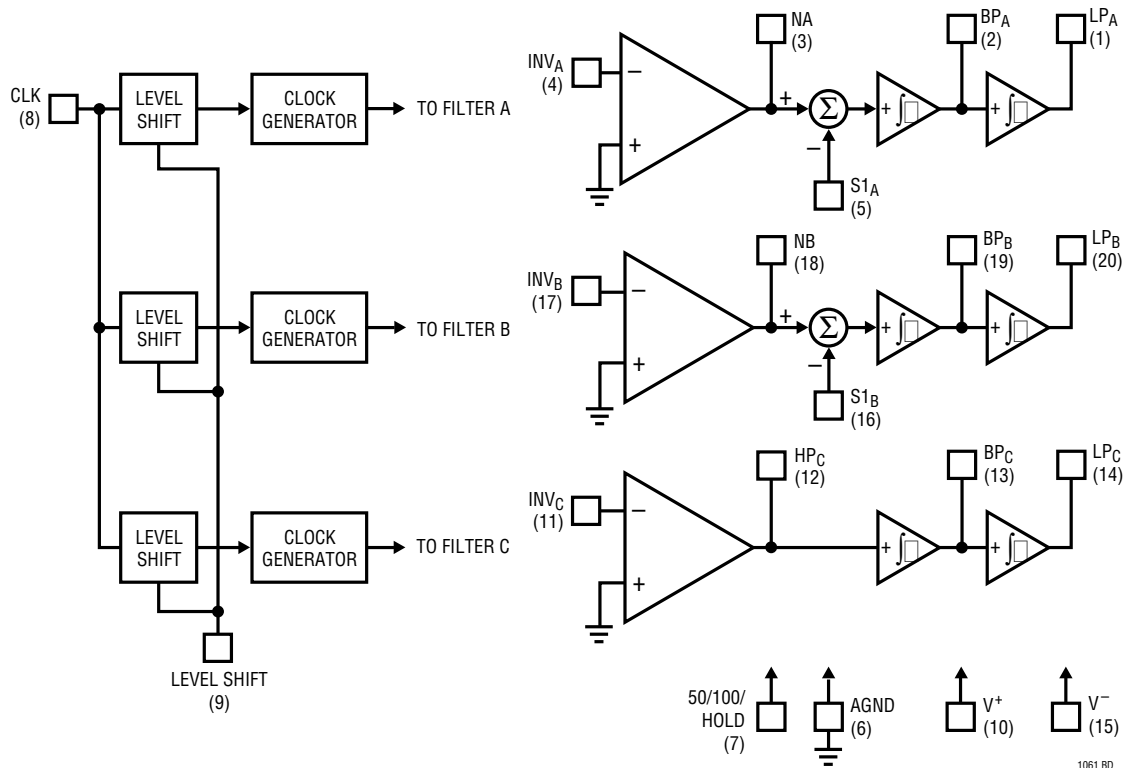 CLK
(8)
LEVEL
SHIFT
CLOCK
GENERATOR
TO FILTER A
LEVEL
SHIFT
CLOCK
GENERATOR
TO FILTER B
LEVEL
SHIFT
CLOCK
GENERATOR
TO FILTER C
LEVEL SHIFT
(9)
INVA
(4)
−
+
NA
(3)
+
Σ
−
S1A
(5)
+ ∫
BPA
(2)
+ ∫
LPA
(1)
INVB
(17)
−
+
NB
(18)
+
Σ
−
S1B
(16)
+ ∫
BPB
(19)
+ ∫
LPB
(20)
INVC
(11)
−
+
HPC
(12)
+ ∫
BPC
(13)
+ ∫
LPC
(14)
50/100/
HOLD
(7)
AGND
(6)
V+
(10)
V−
(15)
1061 BD